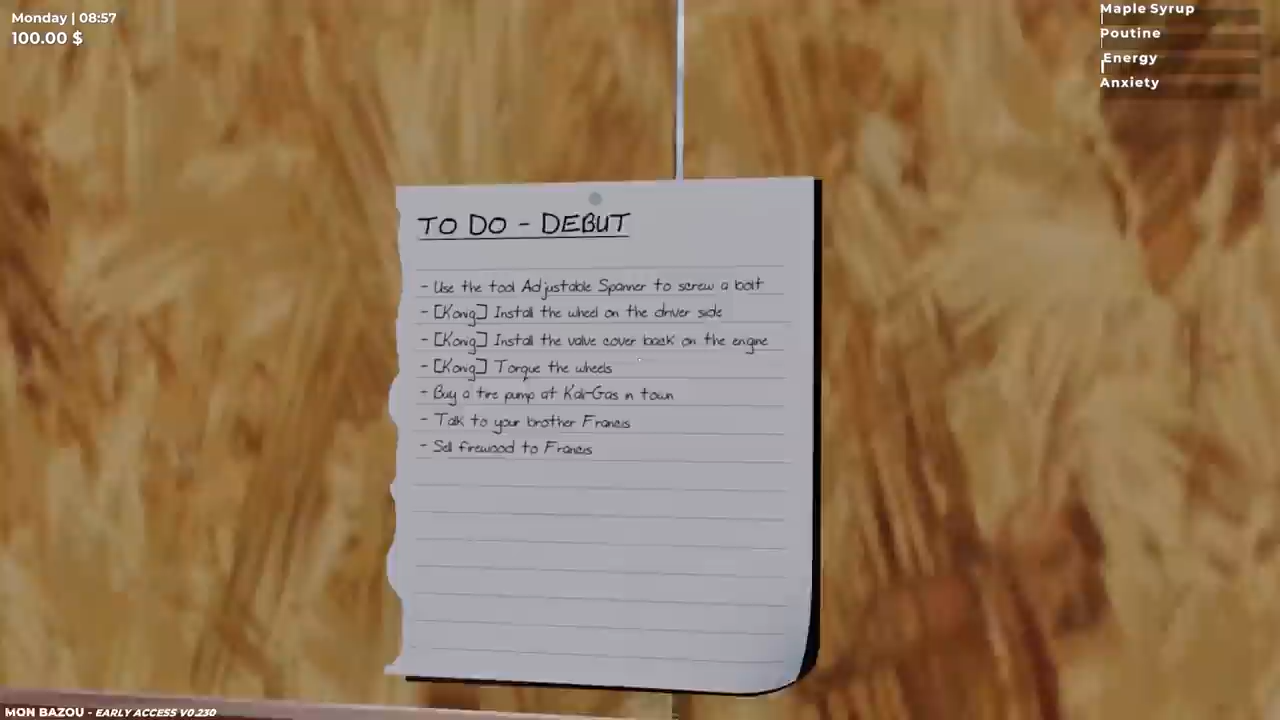 Monday | 08:57
100.00 $
Maple Syrup
Poutine
Energy
Anxiety
TO DO - DEBUT
- Use the tool Adjustable Spanner to screw a bolt
- [Konig] Install the wheel on the driver side
- [Konig] Install the valve cover back on the engine
- [Konig] Torque the wheels
- Buy a tire pump at Kali-Gas in town
- Talk to your brother Francis
- Sell firewood to Francis
MON BAZOU - EARLY ACCESS V0.230